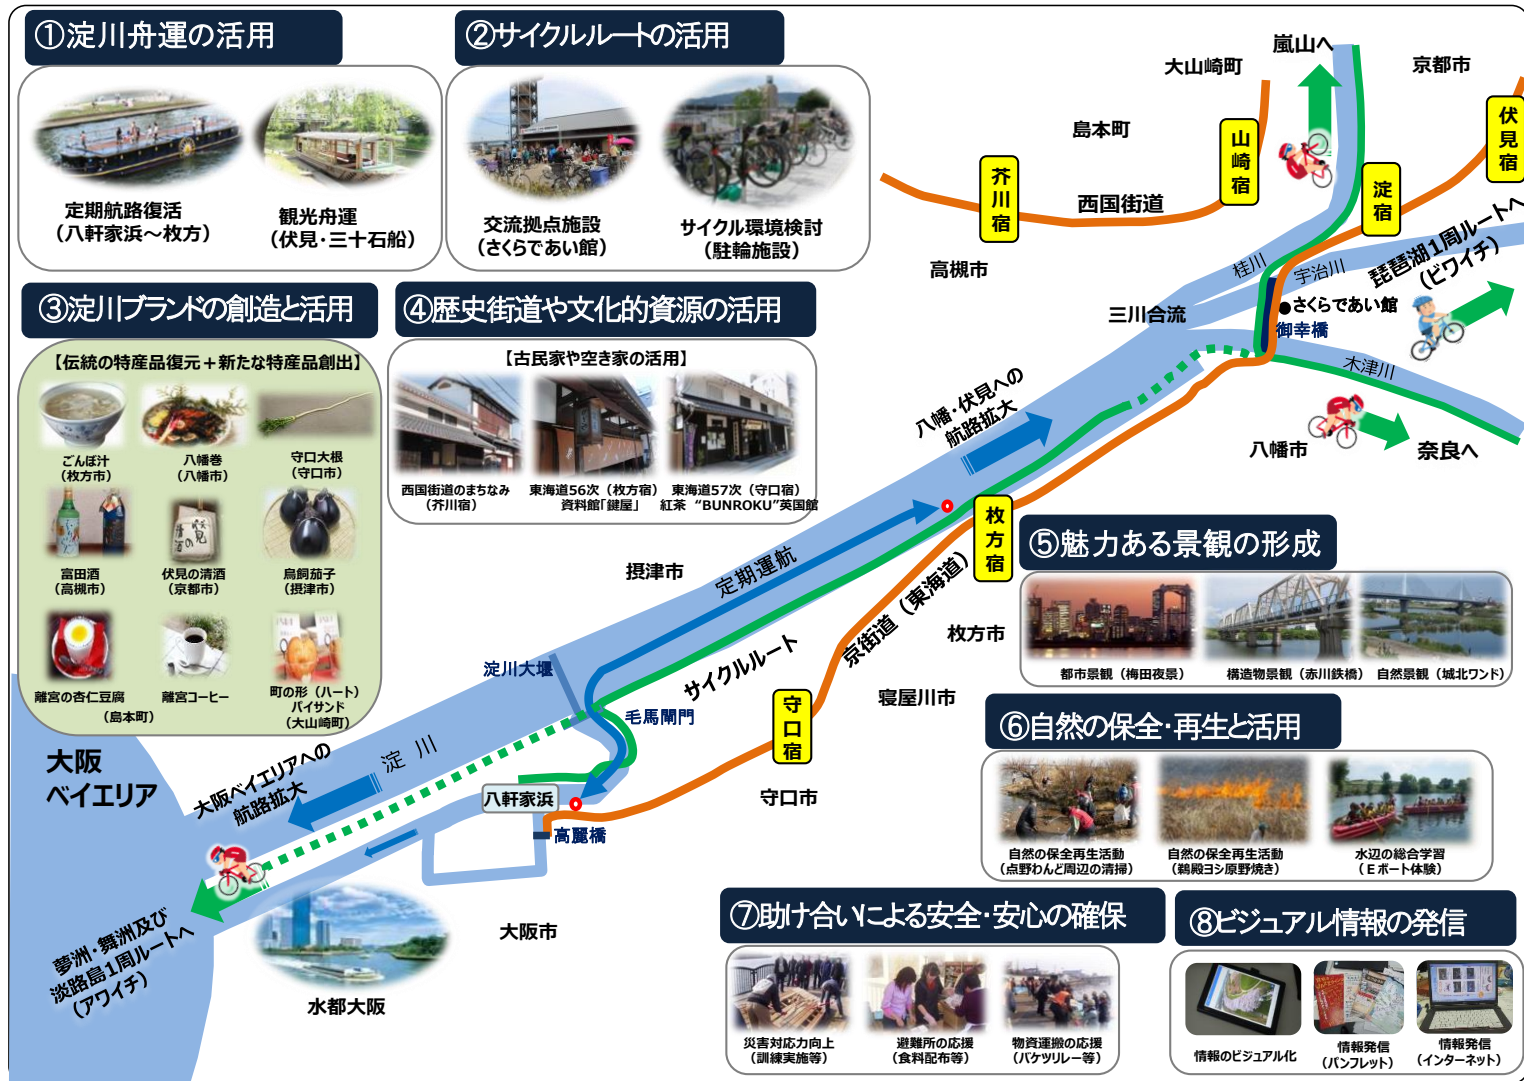 ①淀川舟運の活用
定期航路復活
（八軒家浜～枚方）
観光舟運
（伏見・三十石船）
②サイクルルートの活用
交流拠点施設
（さくらであい館）
サイクル環境検討
（駐輪施設）
③淀川ブランドの創造と活用
【伝統の特産品復元＋新たな特産品創出】
ごんぼ汁
（枚方市）
八幡巻
（八幡市）
守口大根
（守口市）
富田酒
（高槻市）
伏見の清酒
（京都市）
鳥飼茄子
（摂津市）
離宮の杏仁豆腐
離宮コーヒー
（島本町）
町の形（ハート）
パイサンド
（大山崎町）
④歴史街道や文化的資源の活用
【古民家や空き家の活用】
西国街道のまちなみ
（芥川宿）
東海道56次（枚方宿）
資料館「鍵屋」
東海道57次（守口宿）
紅茶 “BUNROKU”英国館
嵐山へ
大山崎町
京都市
島本町
山崎宿
伏見宿
芥川宿
西国街道
淀宿
高槻市
桂川
宇治川
琵琶湖1周ルートへ
（ビワイチ）
三川合流
さくらであい館
御幸橋
木津川
八幡・伏見への
航路拡大
八幡市
奈良へ
枚方宿
摂津市
定期運航
京街道（東海道）
枚方市
サイクルルート
淀川大堰
毛馬閘門
守口宿
寝屋川市
淀川
大阪
ベイエリア
大阪ベイエリアへの
航路拡大
八軒家浜
守口市
高麗橋
大阪市
夢洲・舞洲及び
淡路島1周ルートへ
（アワイチ）
水都大阪
⑤魅力ある景観の形成
都市景観（梅田夜景）
構造物景観（赤川鉄橋）
自然景観（城北ワンド）
⑥自然の保全・再生と活用
自然の保全再生活動
（点野わんど周辺の清掃）
自然の保全再生活動
（鵜殿ヨシ原野焼き）
水辺の総合学習
（Ｅボート体験）
⑦助け合いによる安全・安心の確保
災害対応力向上
（訓練実施等）
避難所の応援
（食料配布等）
物資運搬の応援
（バケツリレー等）
⑧ビジュアル情報の発信
情報のビジュアル化
情報発信
（パンフレット）
情報発信
（インターネット）